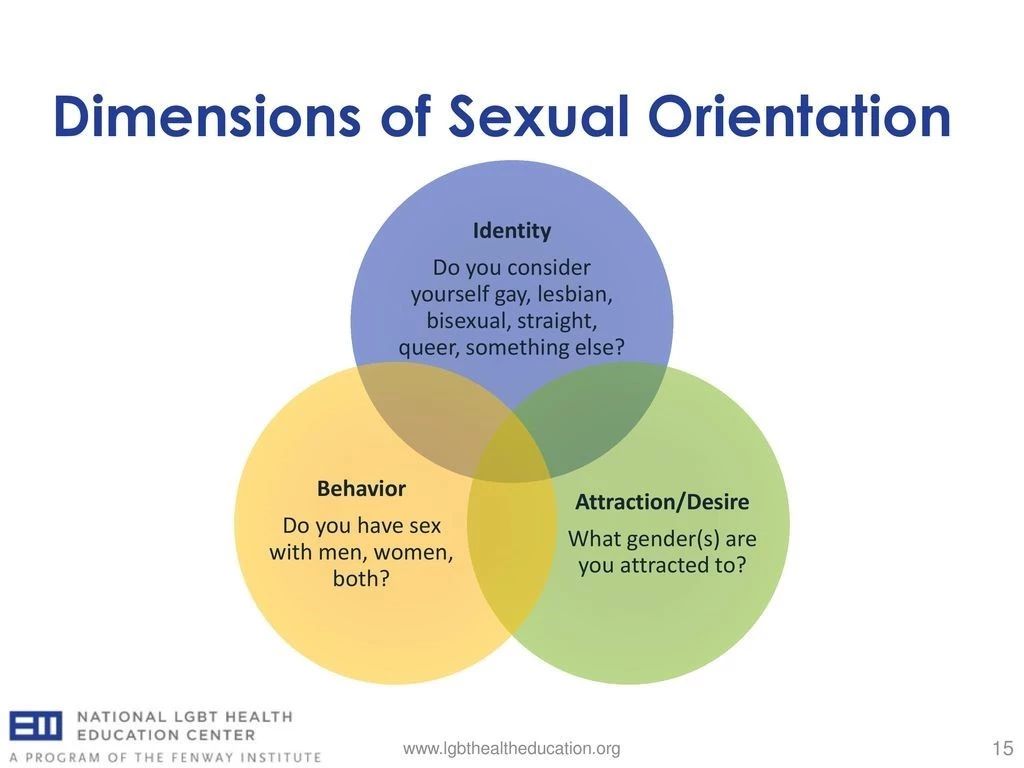 Dimensions of Sexual Orientation
Identity
Do you consider
yourself gay, lesbian,
bisexual, straight,
queer, something else?
Behavior
Do you have sex
with men, women,
both?
Attraction/Desire
What gender(s) are
you attracted to?
NATIONAL LGBT HEALTH
EDUCATION CENTER
A PROGRAM OF THE FENWAY INSTITUTE
www.lgbthealtheducation.org
15